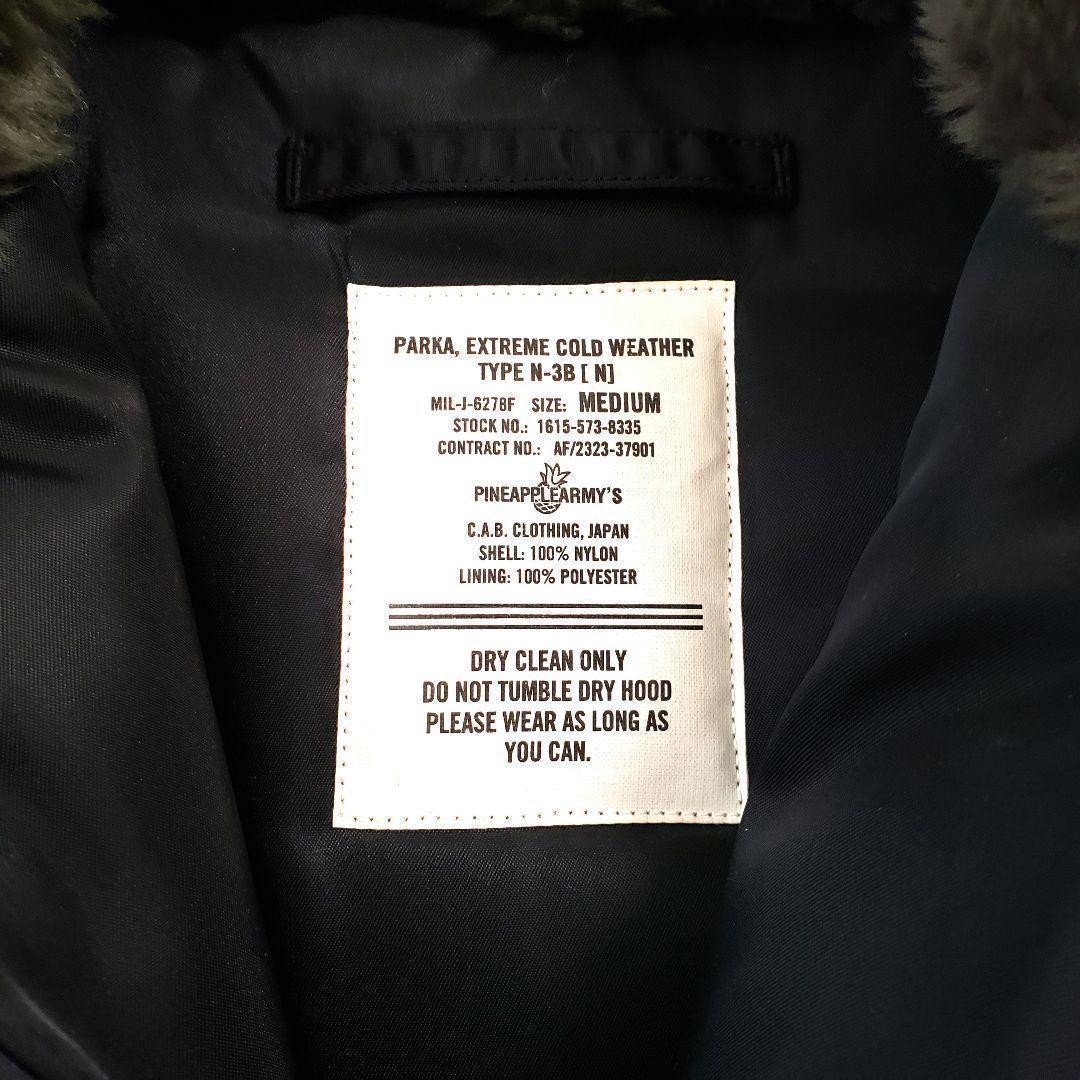 PARKA, EXTREME COLD WEATHER
TYPE N-3B [ N]
MIL-J-6278F SIZE: MEDIUM
STOCK NO.: 1615-573-8335
CONTRACT NO.: AF/2323-37901
PINEAPPLEARMY'S
C.A.B. CLOTHING, JAPAN
SHELL: 100% NYLON
LINING: 100% POLYESTER
DRY CLEAN ONLY
DO NOT TUMBLE DRY HOOD
PLEASE WEAR AS LONG AS
YOU CAN.